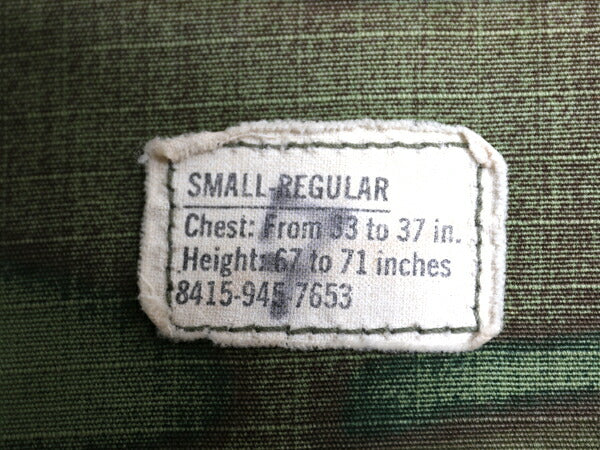 SMALL-REGULAR
Chest: From 33 to 37 in.
Height: 67 to 71 inches
8415-945-7653